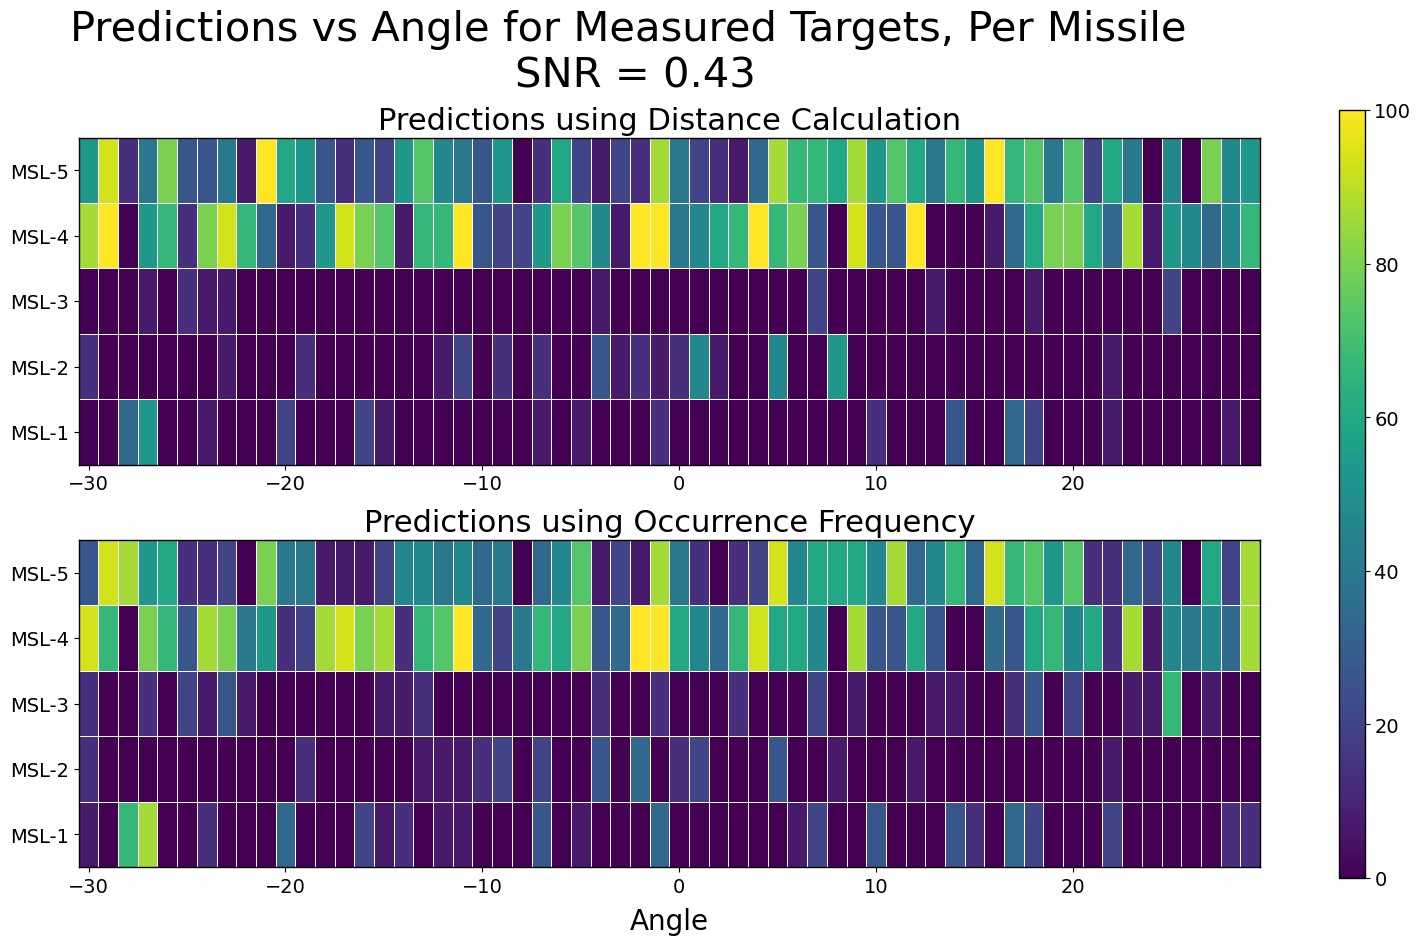 Predictions vs Angle for Measured Targets, Per Missile
SNR = 0.43
Predictions using Distance Calculation
MSL-5
MSL-4
MSL-3
MSL-2
MSL-1
−30 −20 −10 0 10 20
Predictions using Occurrence Frequency
MSL-5
MSL-4
MSL-3
MSL-2
MSL-1
−30 −20 −10 0 10 20
Angle
100
80
60
40
20
0